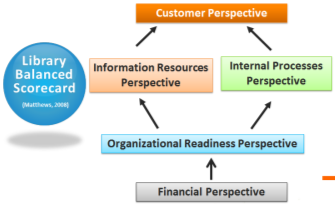 Customer Perspective
Library
Balanced
Scorecard
(Matthews, 2008)
Information Resources
Perspective
Internal Processes
Perspective
Organizational Readiness Perspective
Financial Perspective